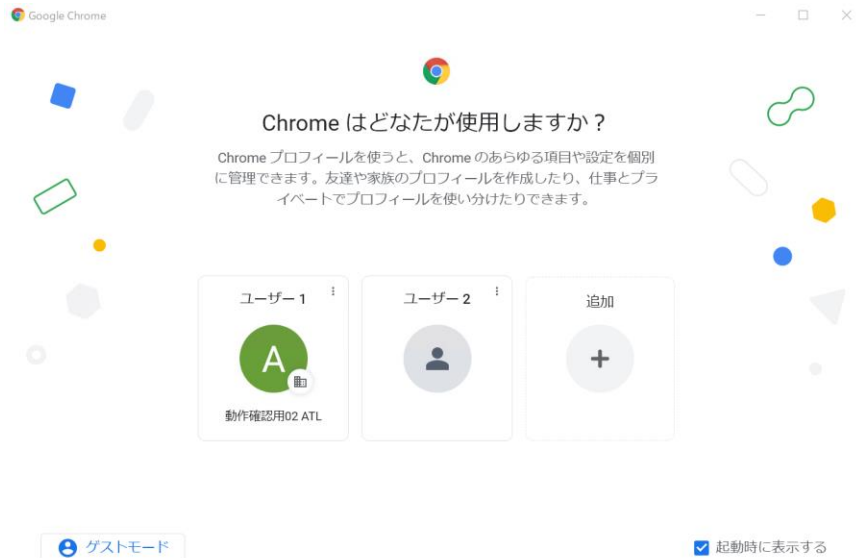 Google Chrome
Chrome はどなたが使用しますか？
Chrome プロフィールを使うと、Chrome のあらゆる項目や設定を個別
に管理できます。友達や家族のプロフィールを作成したり、仕事とプラ
イベートでプロフィールを使い分けたりできます。
ユーザー 1
ユーザー 2
追加
A
動作確認用02 ATL
ゲストモード
起動時に表示する